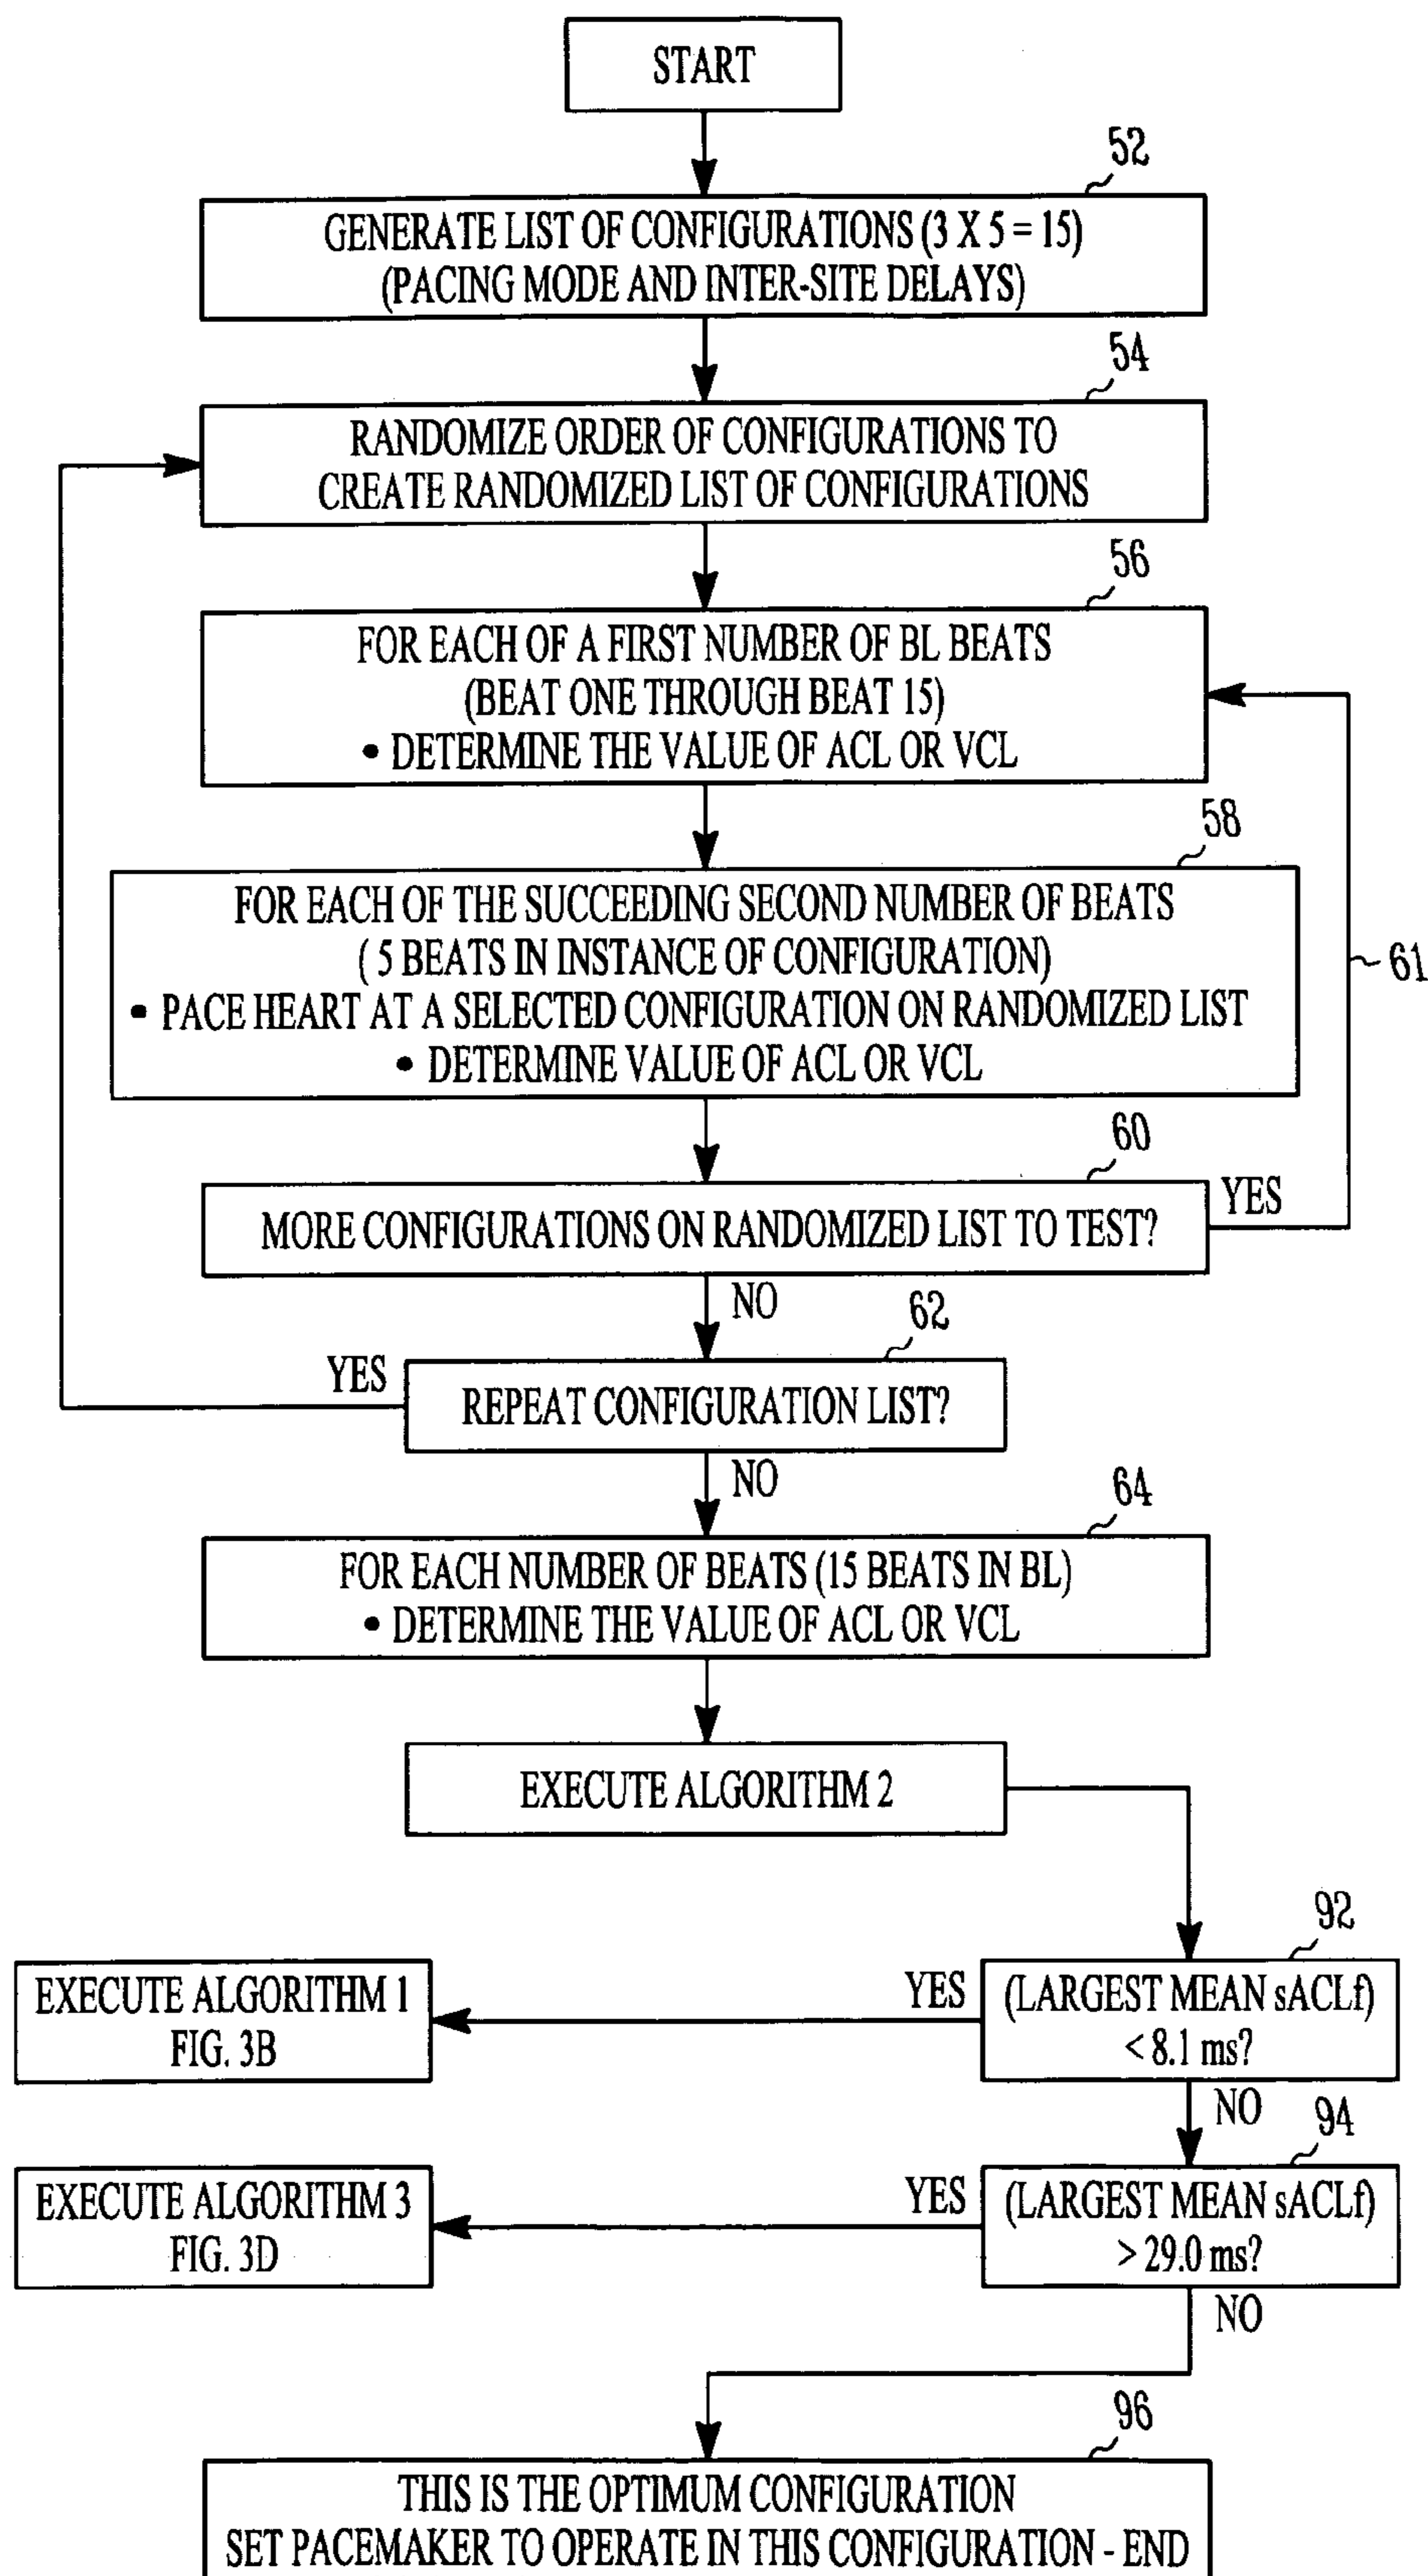 START
52
GENERATE LIST OF CONFIGURATIONS (3 X 5 = 15)
(PACING MODE AND INTER-SITE DELAYS)
54
RANDOMIZE ORDER OF CONFIGURATIONS TO
CREATE RANDOMIZED LIST OF CONFIGURATIONS
56
FOR EACH OF A FIRST NUMBER OF BL BEATS
(BEAT ONE THROUGH BEAT 15)
• DETERMINE THE VALUE OF ACL OR VCL
58
FOR EACH OF THE SUCCEEDING SECOND NUMBER OF BEATS
( 5 BEATS IN INSTANCE OF CONFIGURATION)
• PACE HEART AT A SELECTED CONFIGURATION ON RANDOMIZED LIST
• DETERMINE VALUE OF ACL OR VCL
61
60
MORE CONFIGURATIONS ON RANDOMIZED LIST TO TEST?
YES
NO
62
YES
REPEAT CONFIGURATION LIST?
NO
64
FOR EACH NUMBER OF BEATS (15 BEATS IN BL)
• DETERMINE THE VALUE OF ACL OR VCL
EXECUTE ALGORITHM 2
92
EXECUTE ALGORITHM 1
FIG. 3B
YES
(LARGEST MEAN sACLf)
< 8.1 ms?
NO
94
EXECUTE ALGORITHM 3
FIG. 3D
YES
(LARGEST MEAN sACLf)
> 29.0 ms?
NO
96
THIS IS THE OPTIMUM CONFIGURATION
SET PACEMAKER TO OPERATE IN THIS CONFIGURATION - END